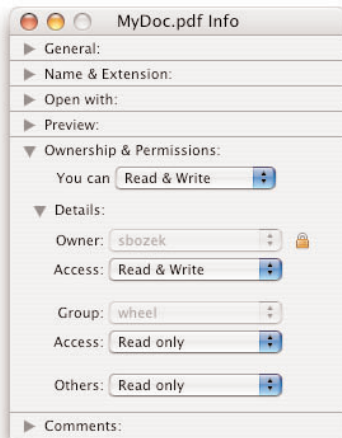 MyDoc.pdf Info
General:
Name & Extension:
Open with:
Preview:
Ownership & Permissions:
You can Read & Write
Details:
Owner: sbozek
Access: Read & Write
Group: wheel
Access: Read only
Others: Read only
Comments: